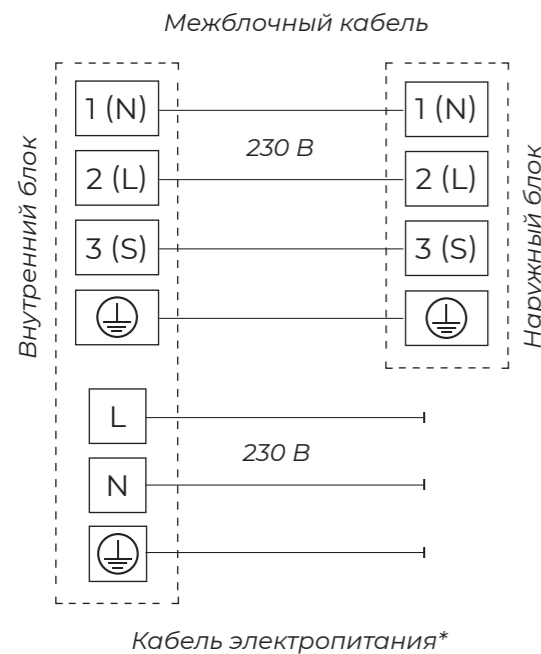 Межблочный кабель
Внутренний блок
1 (N)
1 (N)
230 В
2 (L)
2 (L)
3 (S)
3 (S)
Наружный блок
L
230 В
N
Кабель электропитания*